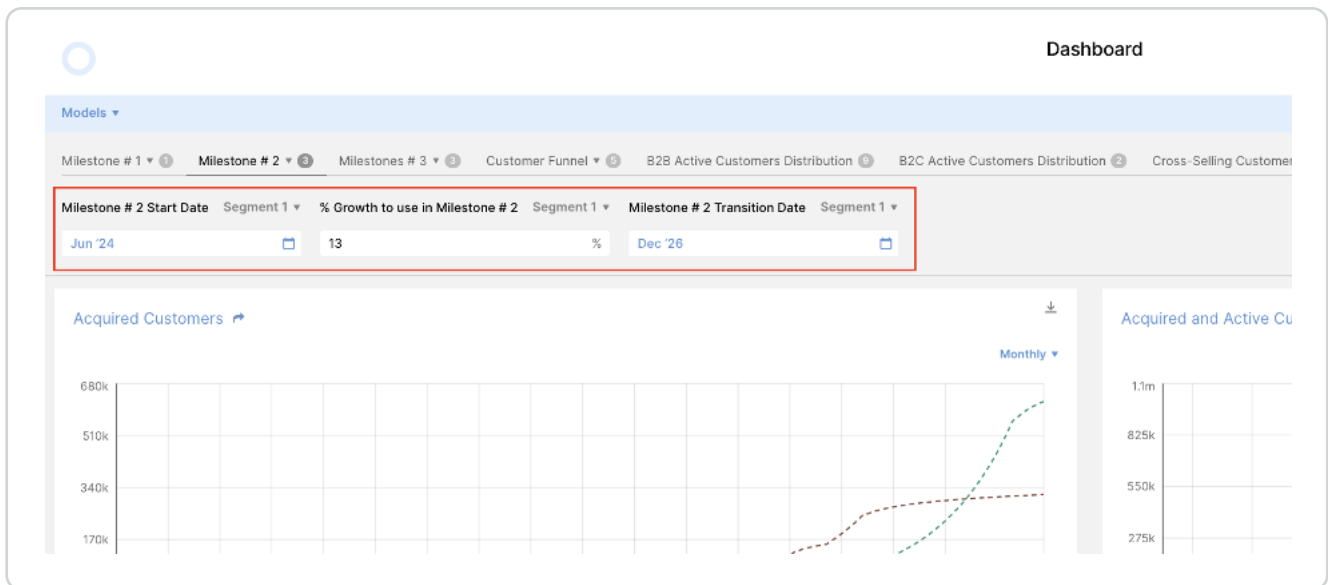 Dashboard
Models ▾
Milestone # 1 ▾ 1 Milestone # 2 ▾ 3 Milestones # 3 ▾ 3 Customer Funnel ▾ 5 B2B Active Customers Distribution 9 B2C Active Customers Distribution 2 Cross-Selling Customer
Milestone # 2 Start Date Segment 1 ▾ % Growth to use in Milestone # 2 Segment 1 ▾ Milestone # 2 Transition Date Segment 1 ▾
Jun ‘24 13 % Dec ‘26
Acquired Customers Acquired and Active Cu
Monthly ▾
680k 1.1m
510k 825k
340k 550k
170k 275k